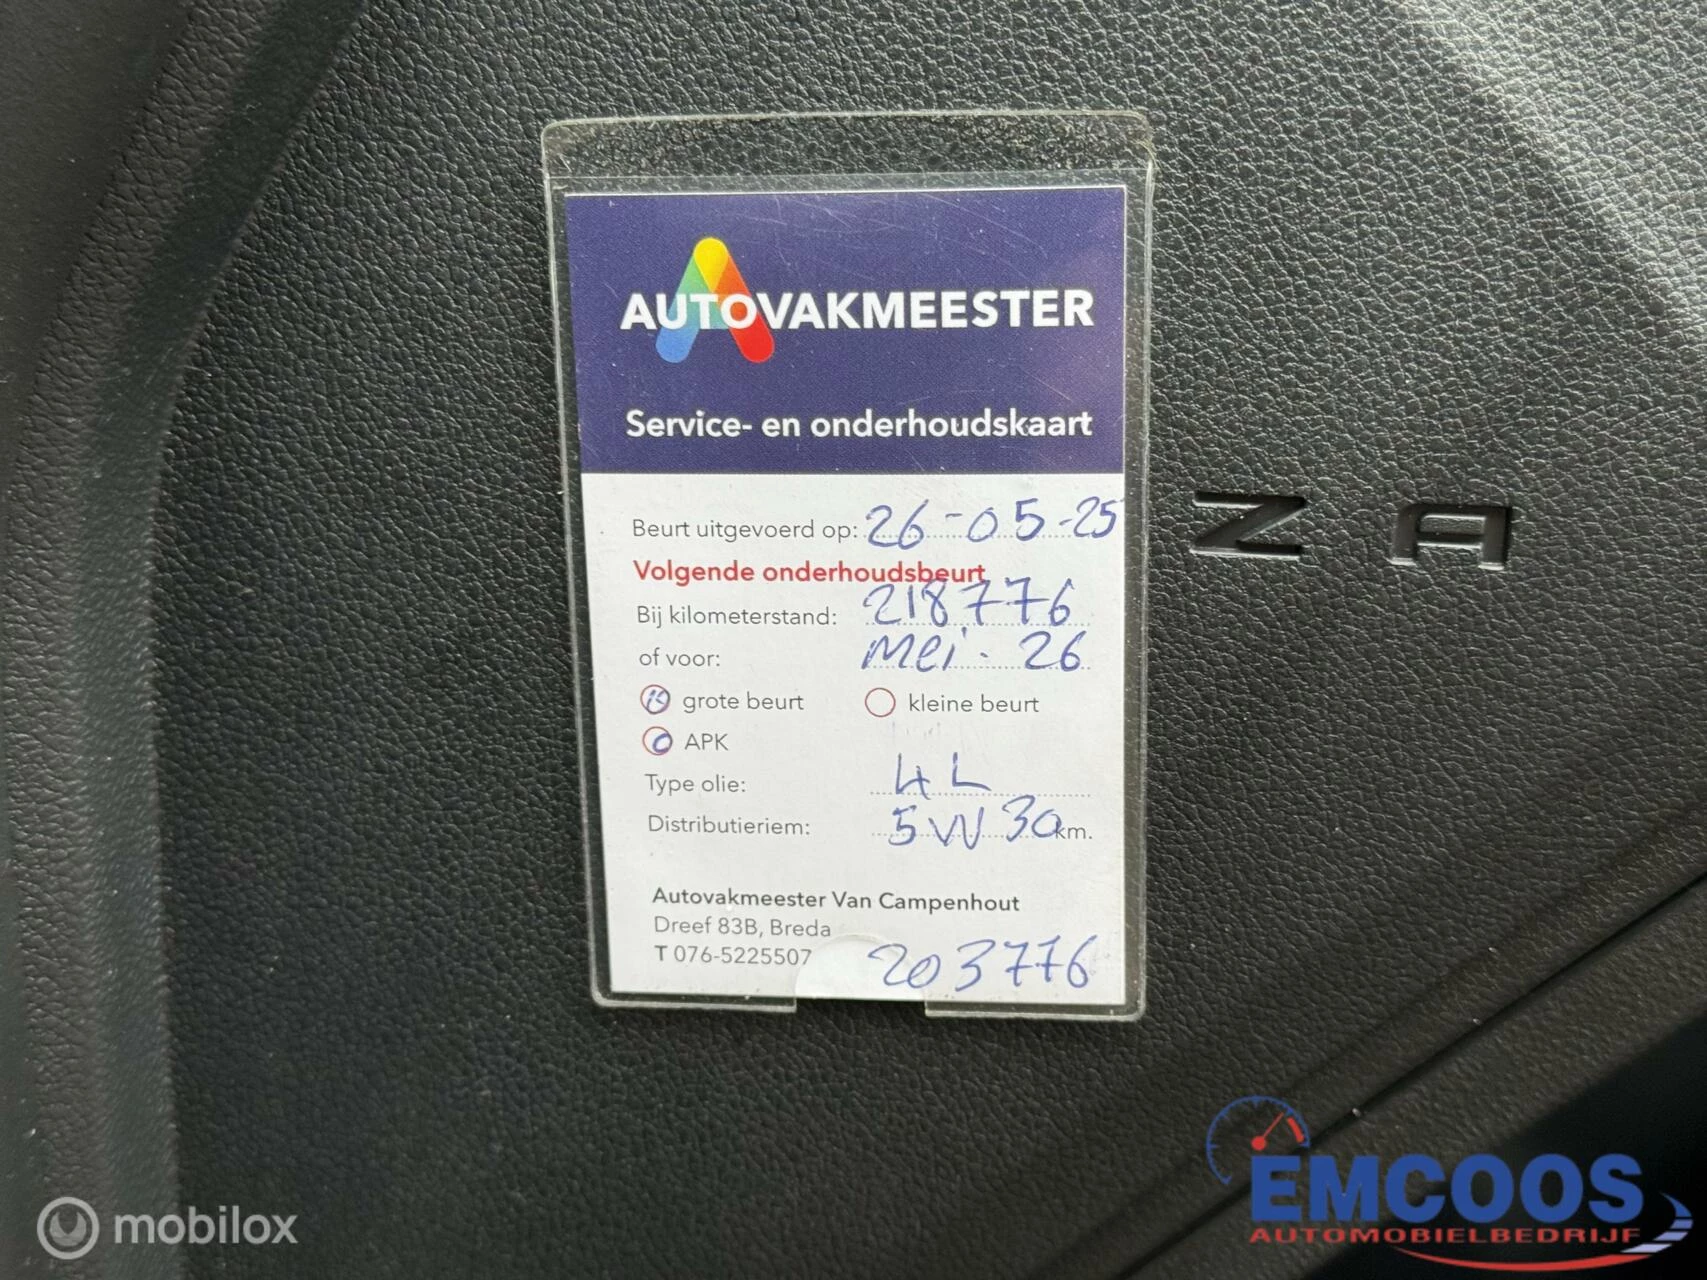 AUTOVAKMEESTER
Service- en onderhoudskaart
Beurt uitgevoerd op: 26-05-25
Volgende onderhoudsbeurt
Bij kilometerstand: 218776
of voor: mei. 26
grote beurt kleine beurt
APK
Type olie: 4L
Distributieriem: 5W30 km.
Autovakmeester Van Campenhout
Dreef 83B, Breda
T 076-5225507
203776
ZA
mobilox
EMCOOS
AUTOMOBIELBEDRIJF